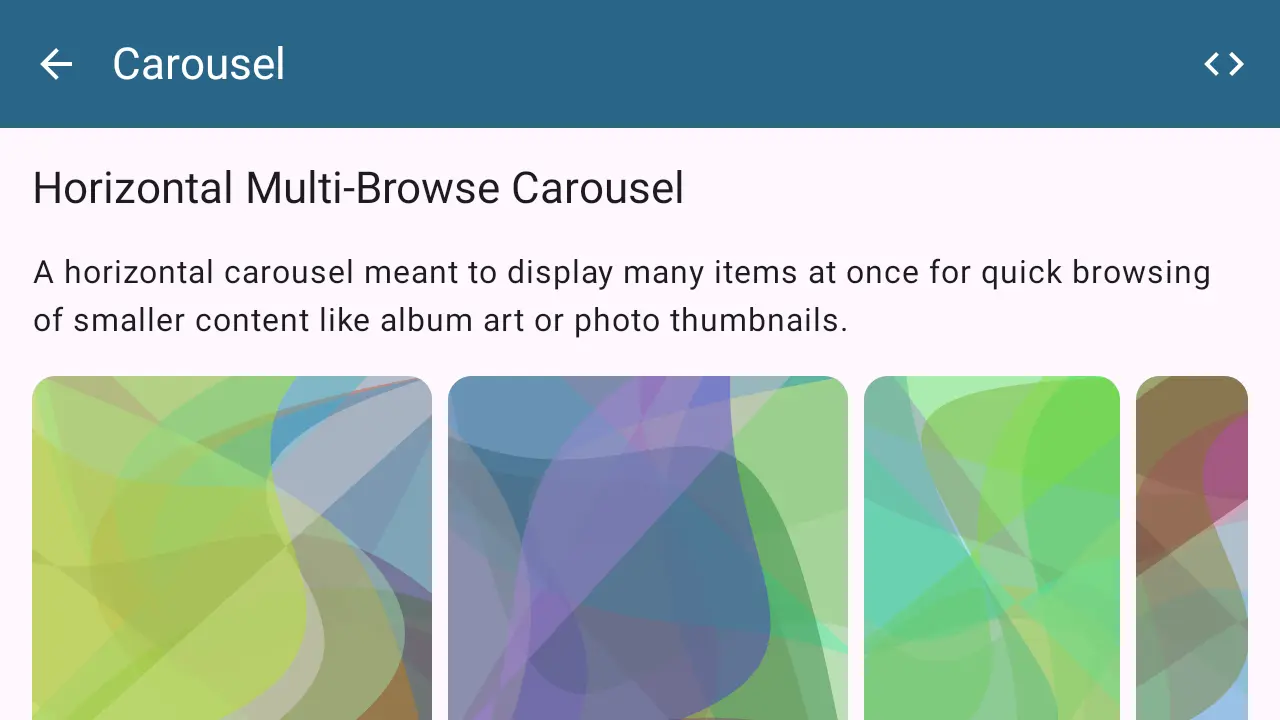 Carousel
Horizontal Multi-Browse Carousel
A horizontal carousel meant to display many items at once for quick browsing
of smaller content like album art or photo thumbnails.